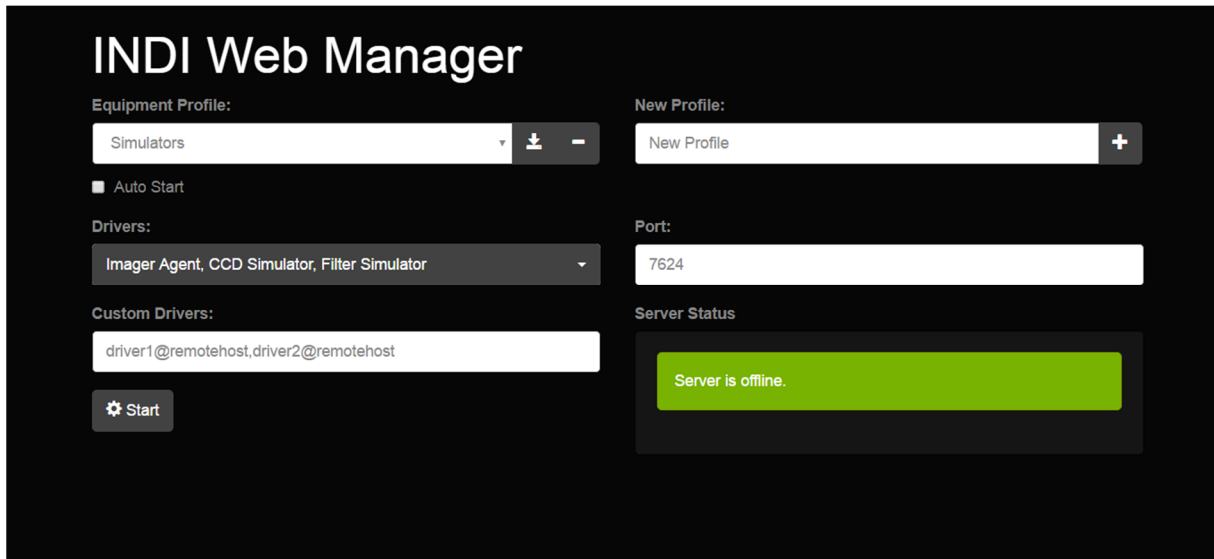 INDI Web Manager
Equipment Profile:
New Profile:
Simulators
New Profile
Auto Start
Drivers:
Port:
Imager Agent, CCD Simulator, Filter Simulator
7624
Custom Drivers:
Server Status
driver1@remotehost,driver2@remotehost
Server is offline.
Start